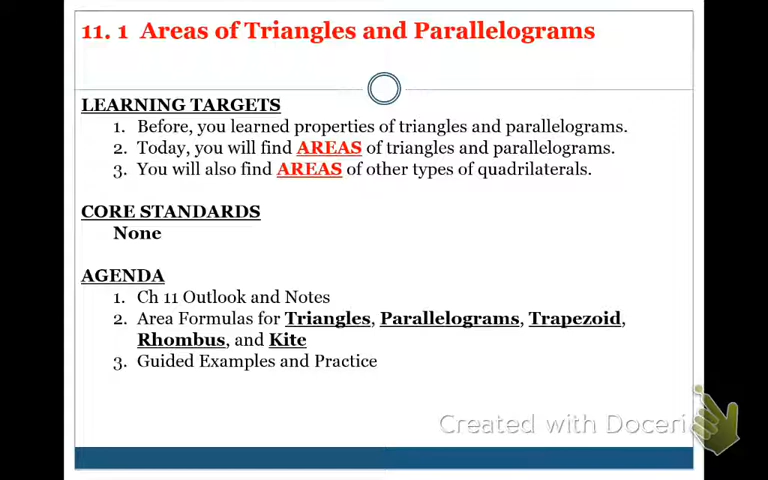 11. 1 Areas of Triangles and Parallelograms
LEARNING TARGETS
1. Before, you learned properties of triangles and parallelograms.
2. Today, you will find AREAS of triangles and parallelograms.
3. You will also find AREAS of other types of quadrilaterals.
CORE STANDARDS
None
AGENDA
1. Ch 11 Outlook and Notes
2. Area Formulas for Triangles, Parallelograms, Trapezoid,
Rhombus, and Kite
3. Guided Examples and Practice
Created with Doceri